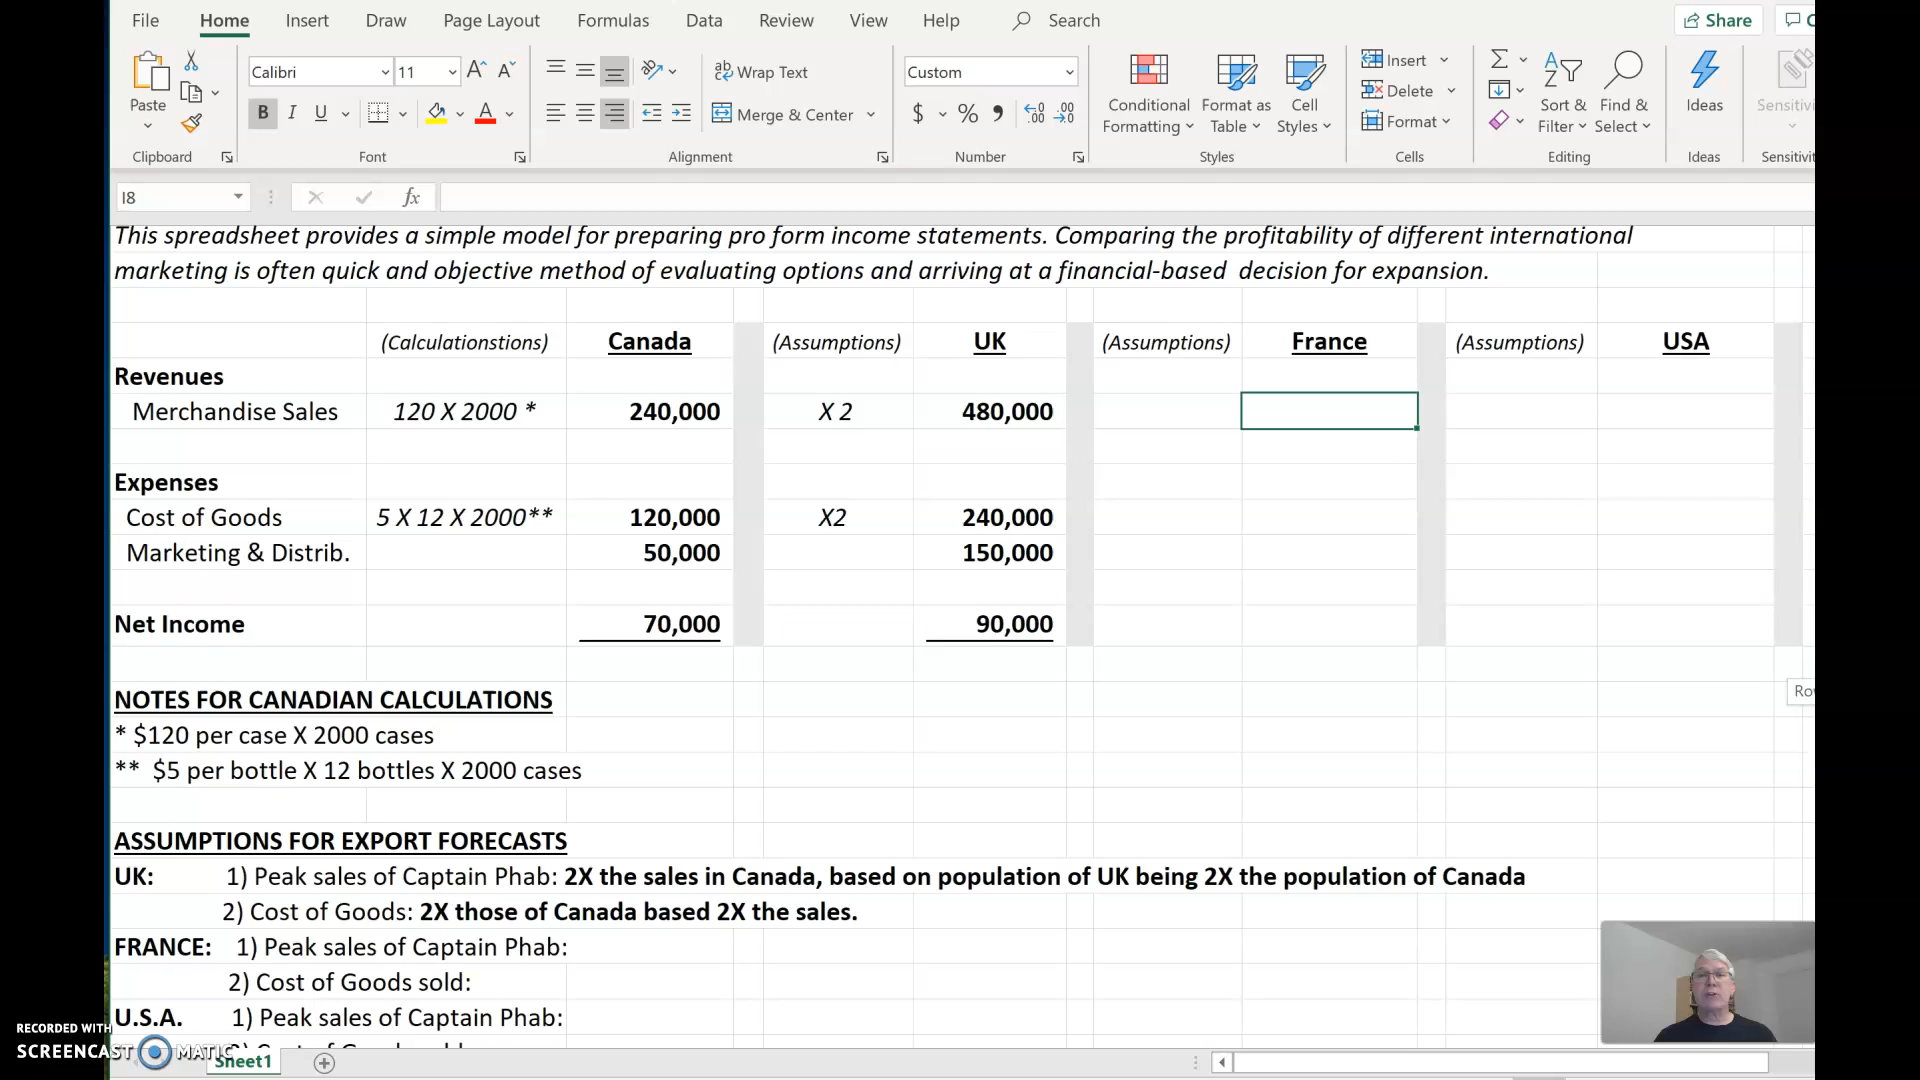 File Home Insert Draw Page Layout Formulas Data Review View Help Search Share
Calibri 11 Wrap Text Custom Insert
Paste Conditional Format as Cell Delete Sort & Find & Ideas
B I U Merge & Center $ % Formatting Table Styles Format Filter Select
Clipboard Font Alignment Number Styles Cells Editing Ideas
I8 fx
This spreadsheet provides a simple model for preparing pro form income statements. Comparing the profitability of different international
marketing is often quick and objective method of evaluating options and arriving at a financial-based decision for expansion.
(Calculationstions) Canada (Assumptions) UK (Assumptions) France (Assumptions) USA
Revenues
Merchandise Sales 120 X 2000 * 240,000 X 2 480,000
Expenses
Cost of Goods 5 X 12 X 2000** 120,000 X2 240,000
Marketing & Distrib. 50,000 150,000
Net Income 70,000 90,000
NOTES FOR CANADIAN CALCULATIONS
* $120 per case X 2000 cases
** $5 per bottle X 12 bottles X 2000 cases
ASSUMPTIONS FOR EXPORT FORECASTS
UK: 1) Peak sales of Captain Phab: 2X the sales in Canada, based on population of UK being 2X the population of Canada
2) Cost of Goods: 2X those of Canada based 2X the sales.
FRANCE: 1) Peak sales of Captain Phab:
2) Cost of Goods sold:
U.S.A. 1) Peak sales of Captain Phab:
RECORDED WITH
SCREENCAST MATIC
Sheet1